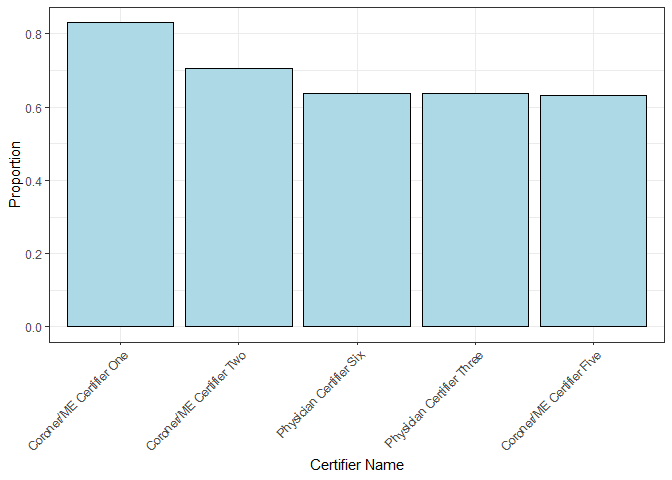 Proportion
0.8
0.6
0.4
0.2
0.0
Coroner/ME Certifier One
Coroner/ME Certifier Two
Physician Certifier Six
Physician Certifier Three
Coroner/ME Certifier Five
Certifier Name